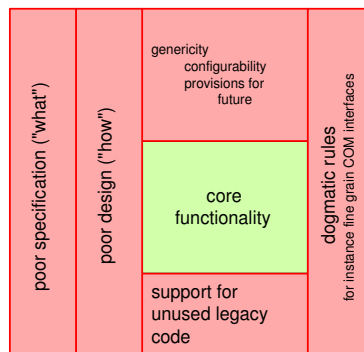 poor specification ("what")
poor design ("how")
genericity
configurability
provisions for
future
core
functionality
support for
unused legacy
code
dogmatic rules
for instance fine grain COM interfaces